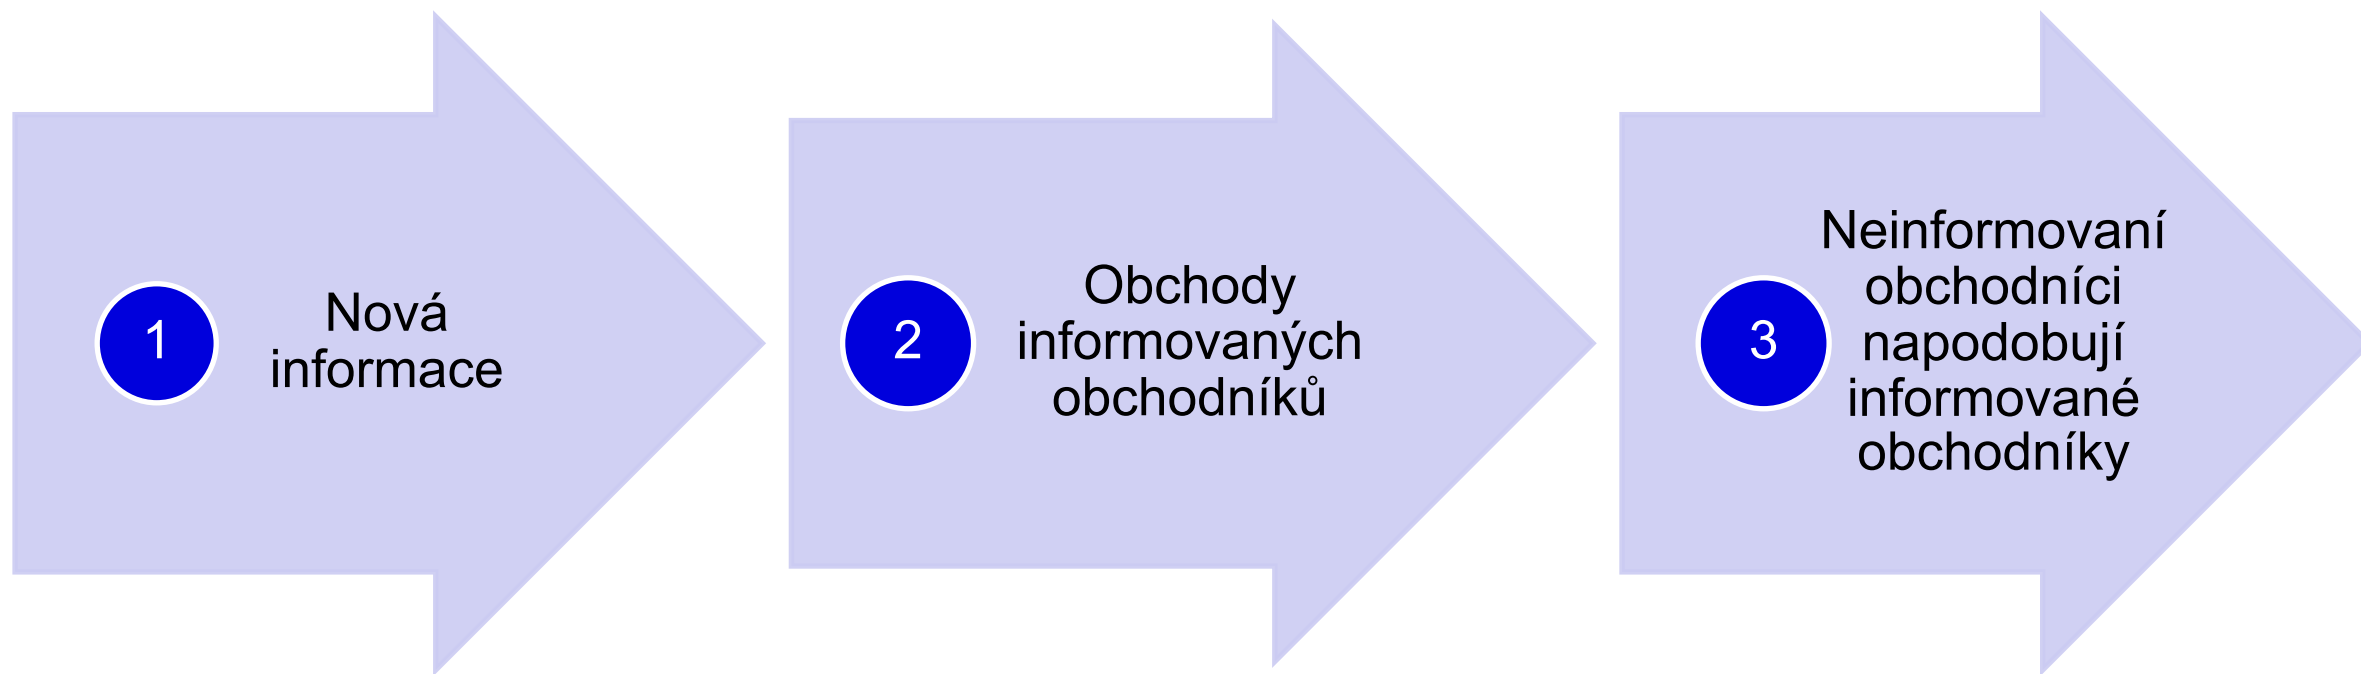 1
Nová
informace
2
Obchody
informovaných
obchodníků
3
Neinformovaní
obchodníci
napodobují
informované
obchodníky